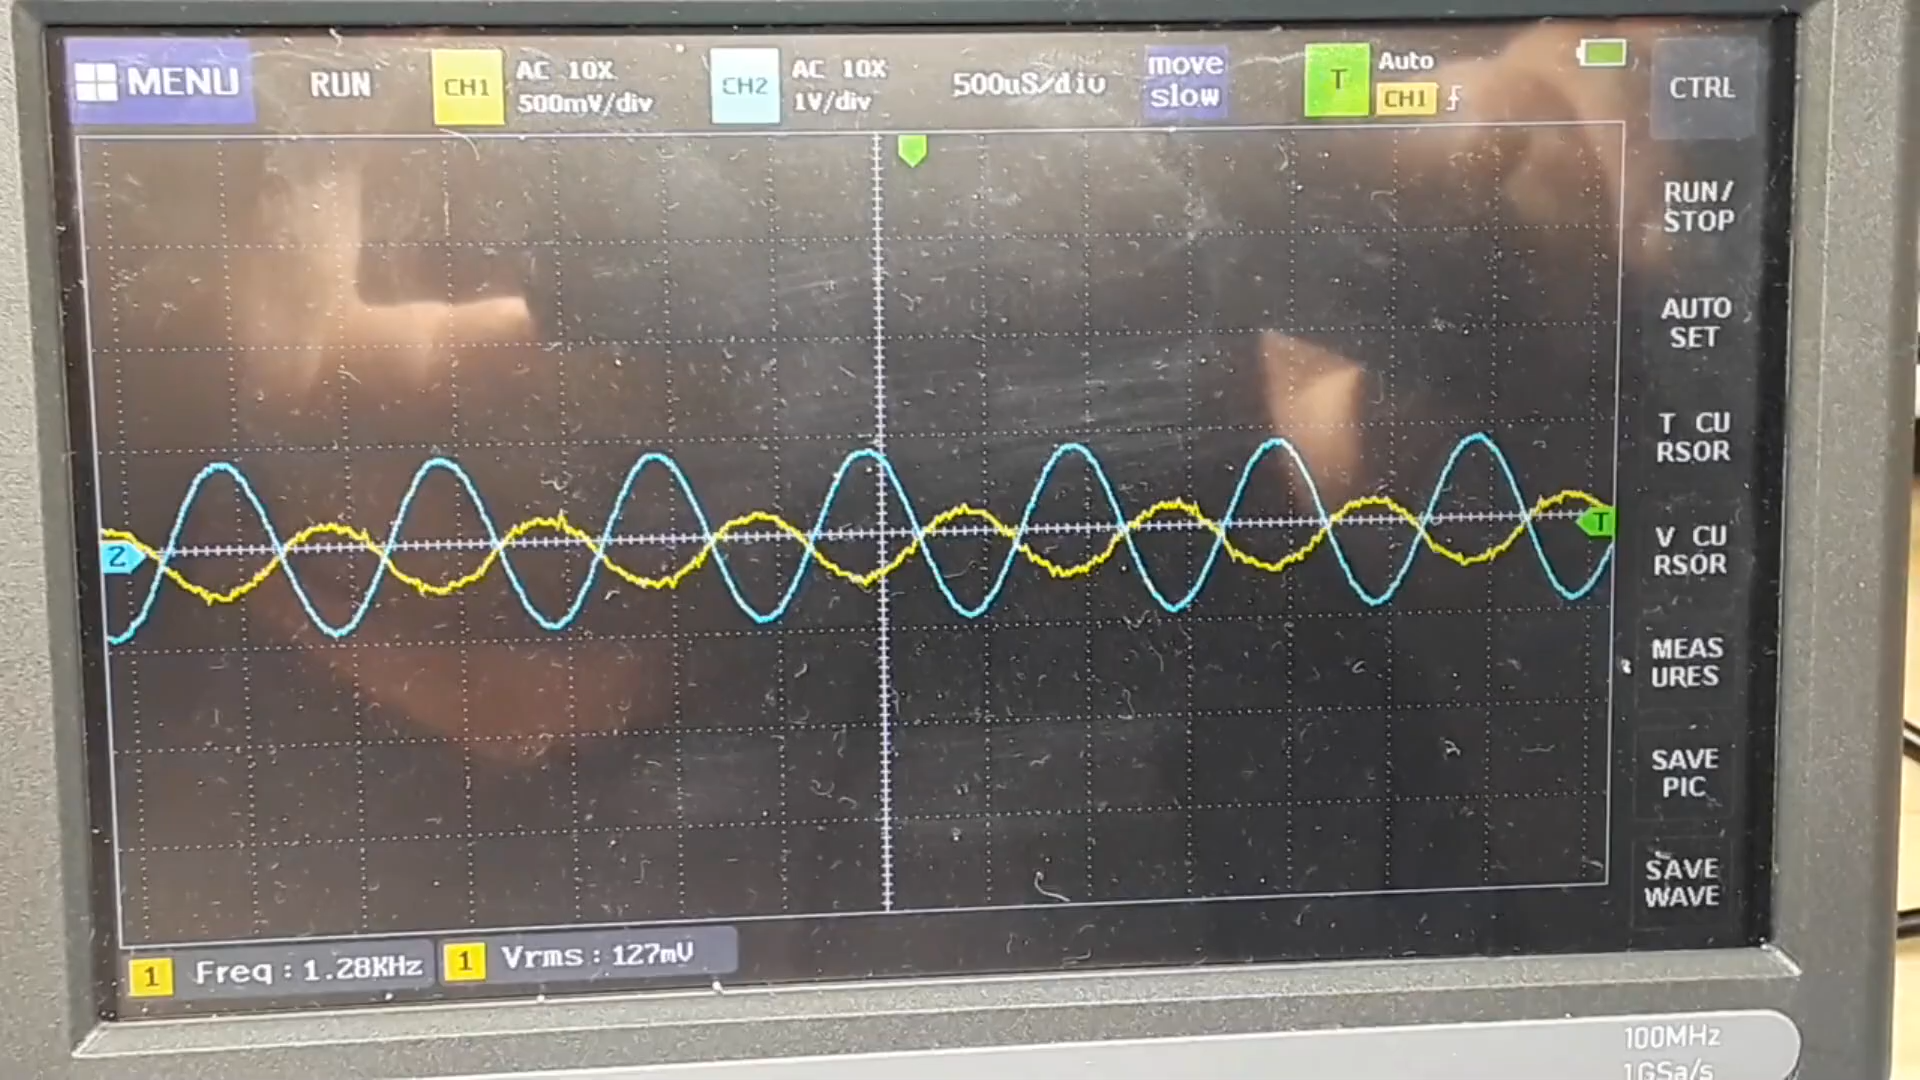 MENU
RUN
CH1
AC 10X
500mV/div
CH2
AC 10X
1V/div
500uS/div
move
slow
T
Auto
CH1
CTRL
RUN/
STOP
AUTO
SET
T CU
RSOR
V CU
RSOR
MEAS
URES
SAVE
PIC
SAVE
WAVE
2
T
1 Freq : 1.28KHz
1 Vrms : 127mV
100MHz
1GSa/s